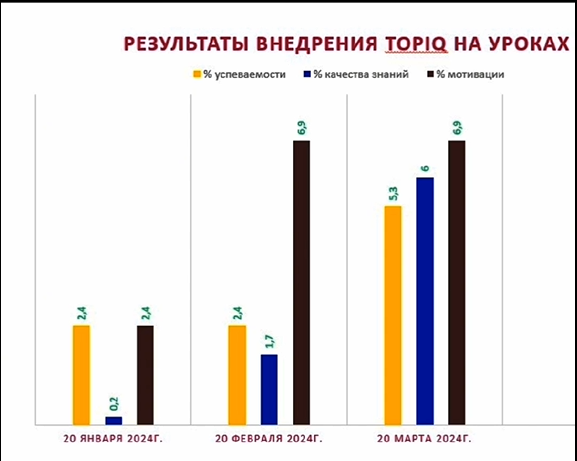 РЕЗУЛЬТАТЫ ВНЕДРЕНИЯ TOPIQ НА УРОКАХ
% успеваемости % качества знаний % мотивации
2,4 0,2 2,4 2,4 1,7 6,9 5,3 6 6,9
20 ЯНВАРЯ 2024Г. 20 ФЕВРАЛЯ 2024Г. 20 МАРТА 2024Г.